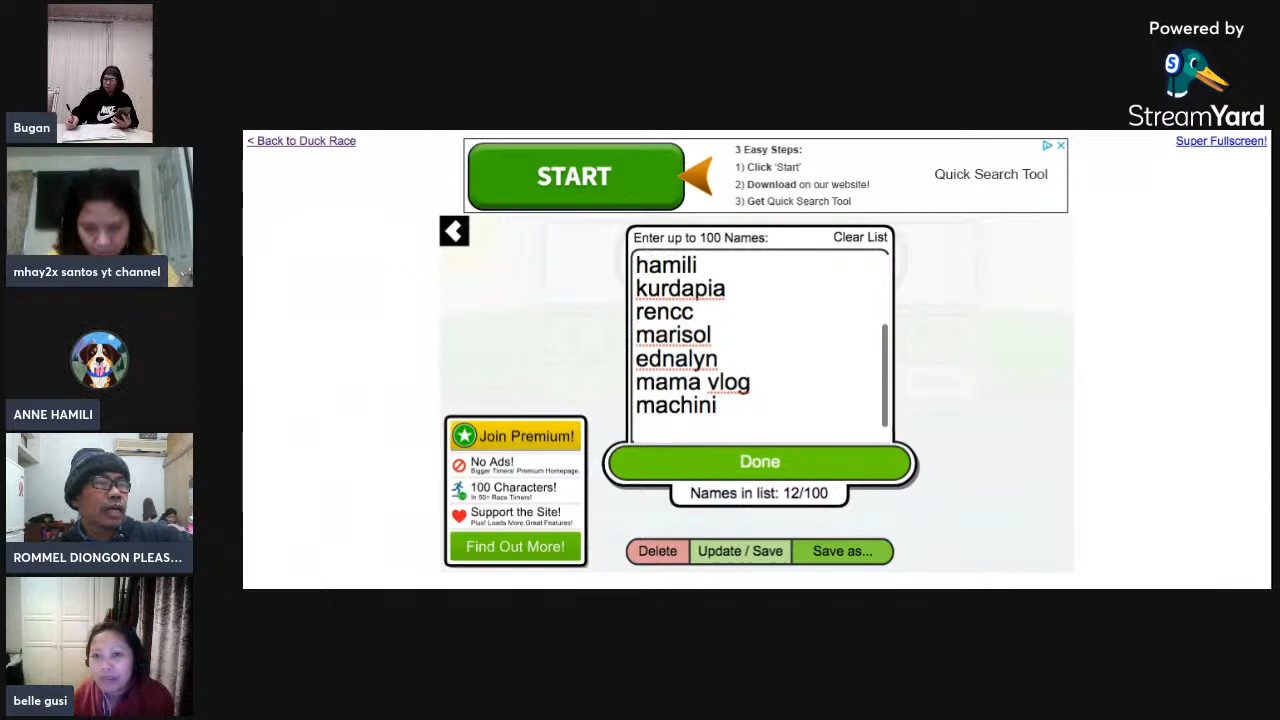 Powered by
S
StreamYard
Bugan
NIKE
mhay2x santos yt channel
ANNE HAMILI
ROMMEL DIONGON PLEAS...
belle gusi
< Back to Duck Race
Super Fullscreen!
START
3 Easy Steps:
1) Click 'Start'
2) Download on our website!
3) Get Quick Search Tool
Quick Search Tool
Enter up to 100 Names:
Clear List
hamili
kurdapia
rencc
marisol
ednalyn
mama vlog
machini
Done
Names in list: 12/100
Join Premium!
No Ads!
Bigger Timers! Premium Homepage.
100 Characters!
In 50+ Race Timers!
Support the Site!
Plus! Loads More Great Features!
Find Out More!
Delete
Update / Save
Save as...